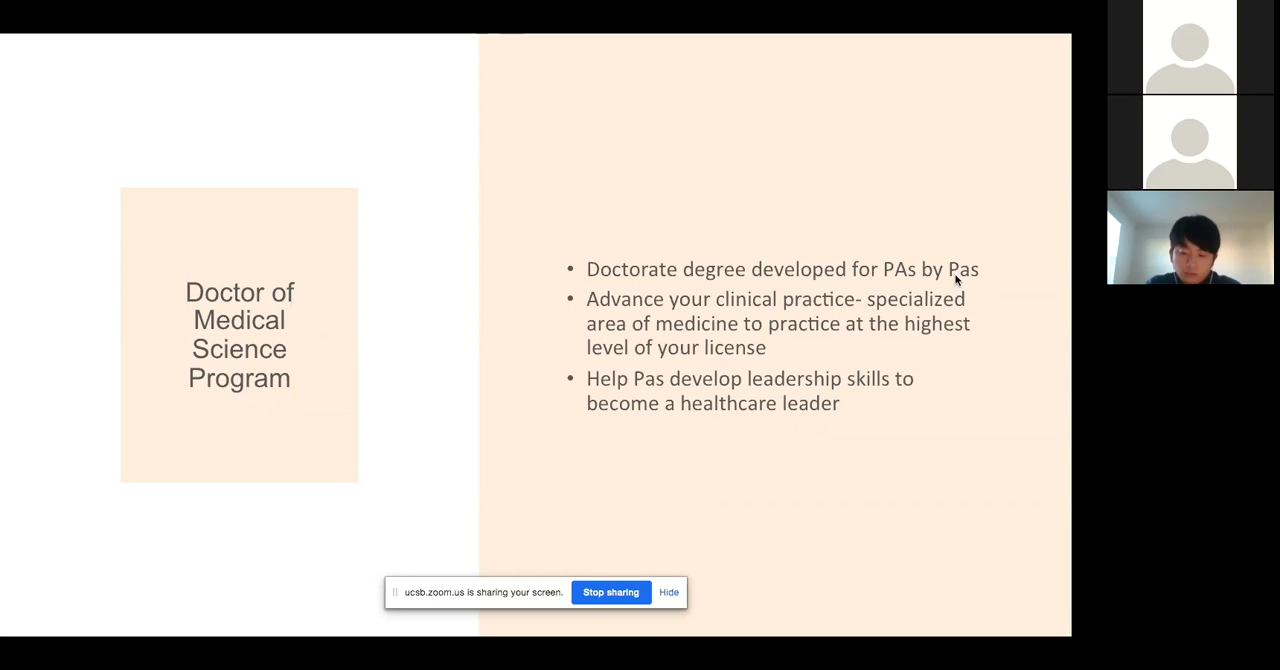 Doctor of
Medical
Science
Program
• Doctorate degree developed for PAs by Pas
• Advance your clinical practice- specialized
area of medicine to practice at the highest
level of your license
• Help Pas develop leadership skills to
become a healthcare leader
ucsb.zoom.us is sharing your screen. Stop sharing Hide